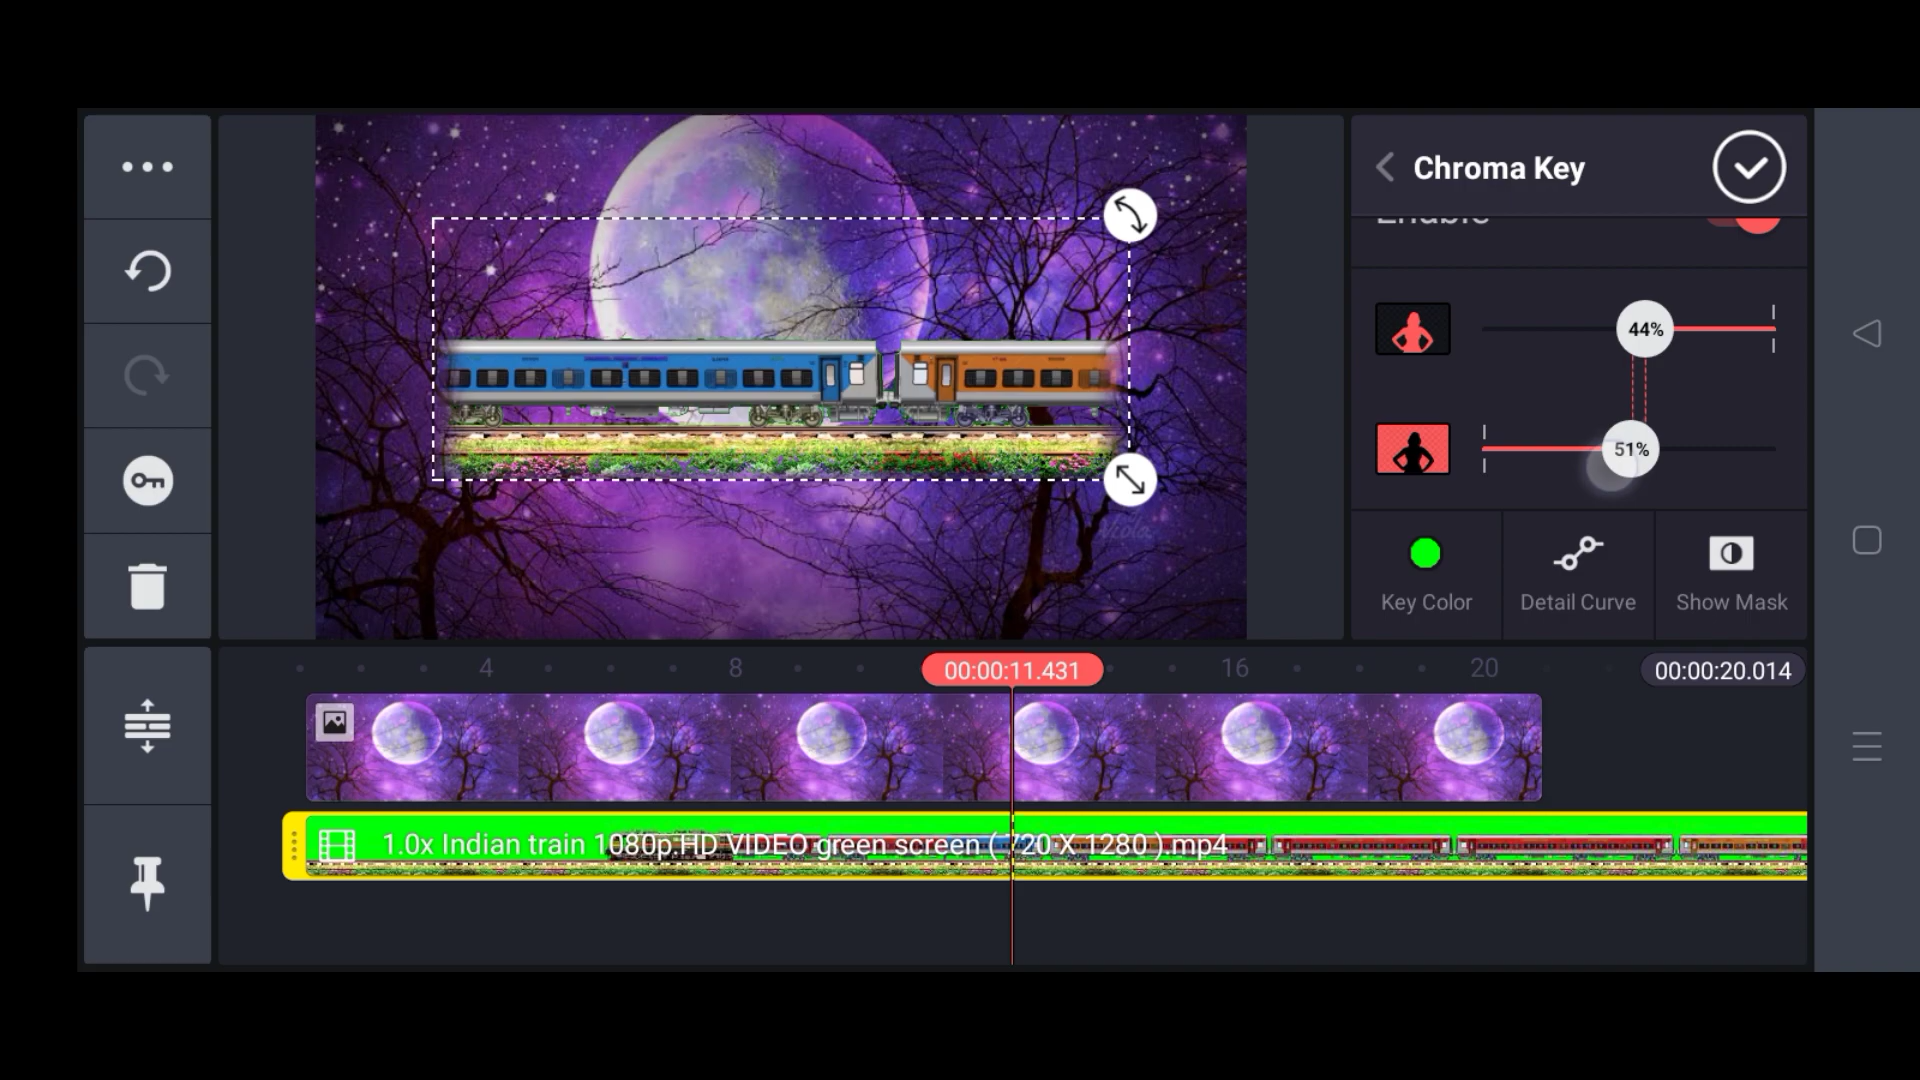 Chroma Key
Enable
44%
51%
Key Color
Detail Curve
Show Mask
4
8
00:00:11.431
16
20
00:00:20.014
1.0x Indian train 1080p,HD VIDEO green screen ( 720 X 1280 ).mp4